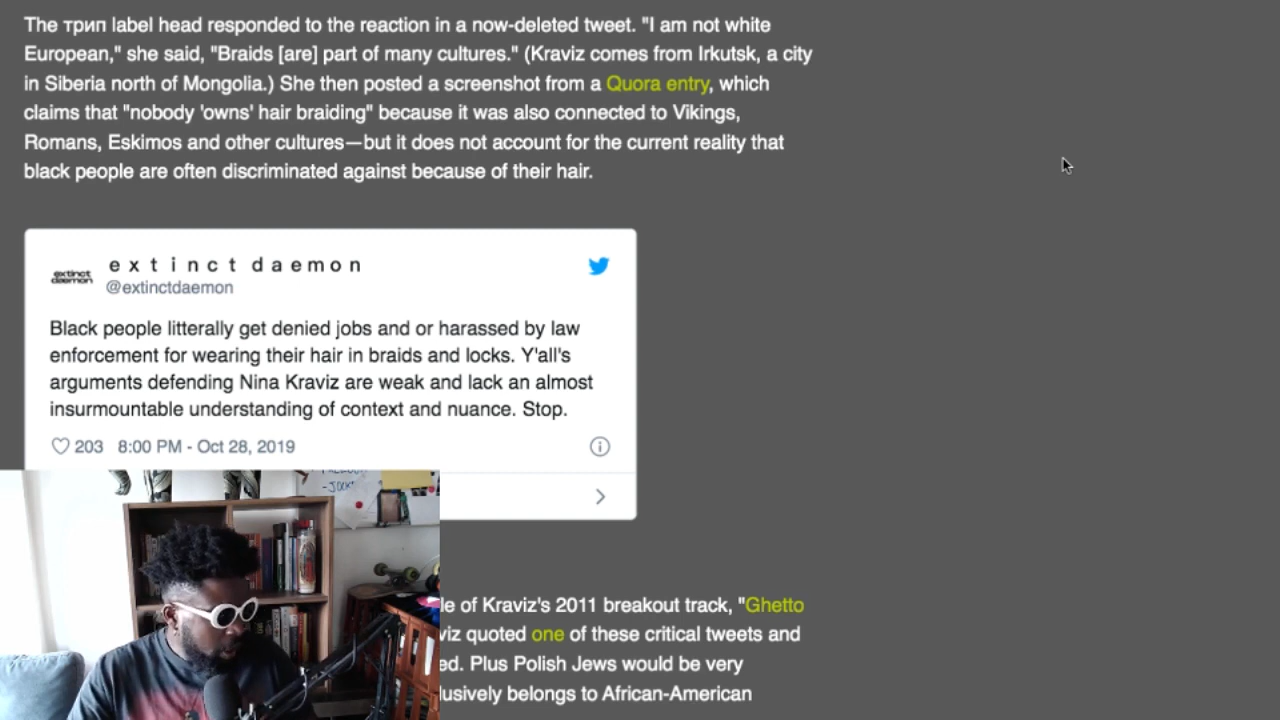 The трип label head responded to the reaction in a now-deleted tweet. "I am not white
European," she said, "Braids [are] part of many cultures." (Kraviz comes from Irkutsk, a city
in Siberia north of Mongolia.) She then posted a screenshot from a Quora entry, which
claims that "nobody 'owns' hair braiding" because it was also connected to Vikings,
Romans, Eskimos and other cultures—but it does not account for the current reality that
black people are often discriminated against because of their hair.
e x t i n c t d a e m o n
extinct
daemon
@extinctdaemon
Black people litterally get denied jobs and or harassed by law
enforcement for wearing their hair in braids and locks. Y'all's
arguments defending Nina Kraviz are weak and lack an almost
insurmountable understanding of context and nuance. Stop.
203 8:00 PM - Oct 28, 2019
le of Kraviz's 2011 breakout track, "Ghetto
viz quoted one of these critical tweets and
ed. Plus Polish Jews would be very
lusively belongs to African-American